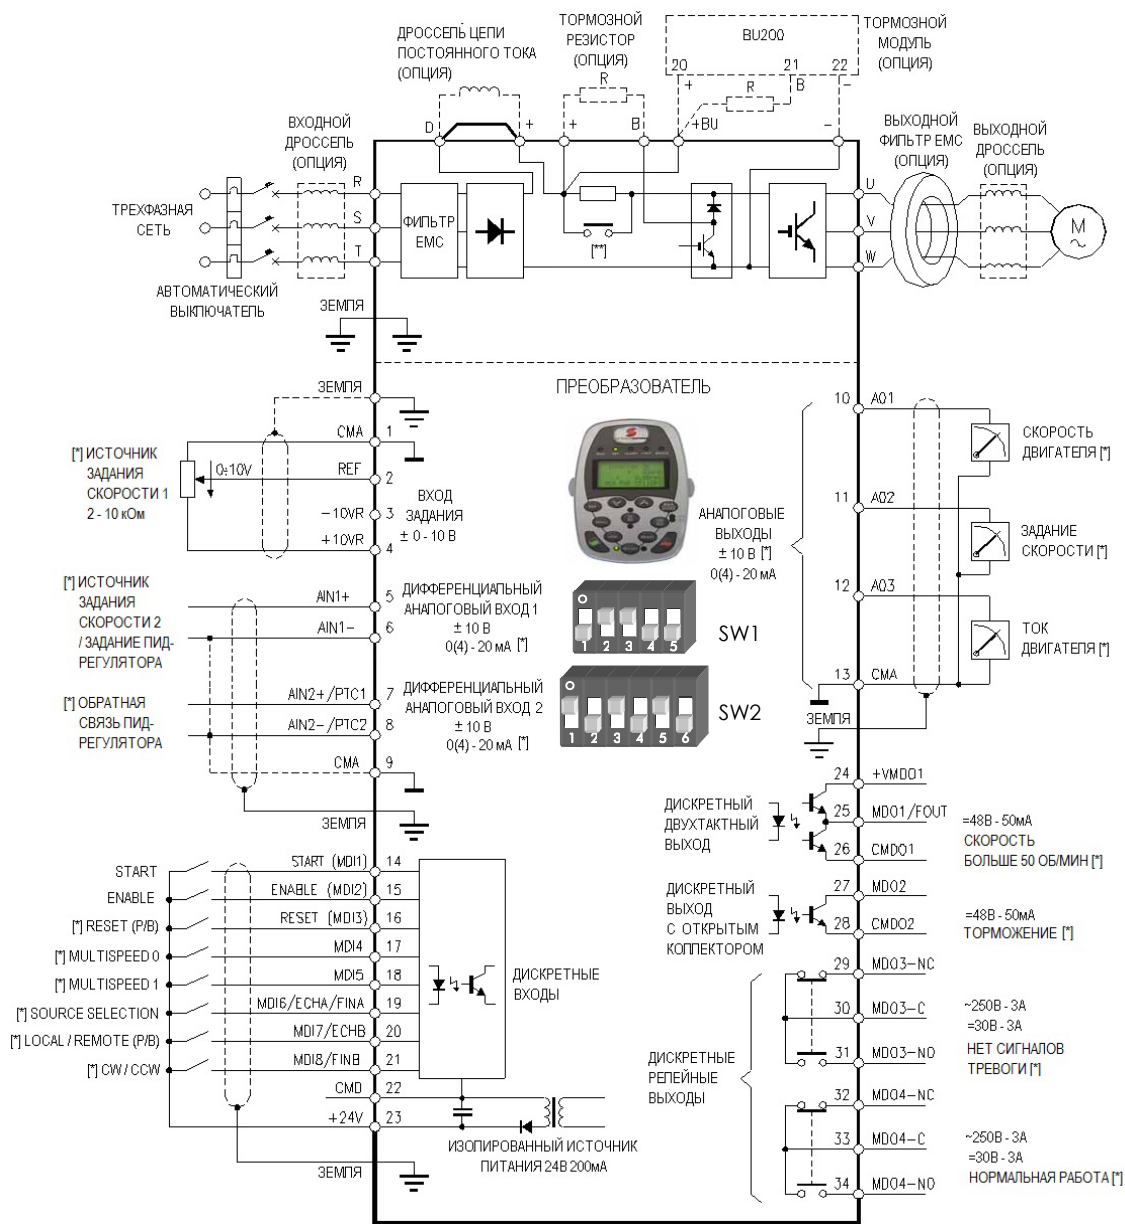 ДРОССЕЛЬ ЦЕПИ
ПОСТОЯННОГО ТОКА
(ОПЦИЯ)
ТОРМОЗНОЙ
РЕЗИСТОР
(ОПЦИЯ)
R
BU200
20
21
22
+
B
-
R
ТОРМОЗНОЙ
МОДУЛЬ
(ОПЦИЯ)
D
+
+
B
+BU
-
ВХОДНОЙ
ДРОССЕЛЬ
(ОПЦИЯ)
ВЫХОДНОЙ
ФИЛЬТР EMC
(ОПЦИЯ)
ВЫХОДНОЙ
ДРОССЕЛЬ
(ОПЦИЯ)
ТРЕХФАЗНАЯ
СЕТЬ
R
S
T
ФИЛЬТР
EMC
[**]
U
V
W
M
~
АВТОМАТИЧЕСКИЙ
ВЫКЛЮЧАТЕЛЬ
ЗЕМЛЯ
ПРЕОБРАЗОВАТЕЛЬ
ЗЕМЛЯ
CMA 1
[*] ИСТОЧНИК
ЗАДАНИЯ
СКОРОСТИ 1
2 - 10 кОм
0÷10V
REF 2
-10VR 3
+10VR 4
ВХОД
ЗАДАНИЯ
± 0 - 10 В
[*] ИСТОЧНИК
ЗАДАНИЯ
СКОРОСТИ 2
/ ЗАДАНИЕ ПИД-
РЕГУЛЯТОРА
AIN1+ 5
AIN1- 6
ДИФФЕРЕНЦИАЛЬНЫЙ
АНАЛОГОВЫЙ ВХОД 1
± 10 В
0(4) - 20 мА [*]
1 2 3 4 5
SW1
[*] ОБРАТНАЯ
СВЯЗЬ ПИД-
РЕГУЛЯТОРА
AIN2+/PTC1 7
AIN2-/PTC2 8
CMA 9
ДИФФЕРЕНЦИАЛЬНЫЙ
АНАЛОГОВЫЙ ВХОД 2
± 10 В
0(4) - 20 мА [*]
1 2 3 4 5 6
SW2
ЗЕМЛЯ
АНАЛОГОВЫЕ
ВЫХОДЫ
± 10 В [*]
0(4) - 20 мА
10 AO1
СКОРОСТЬ
ДВИГАТЕЛЯ [*]
11 AO2
ЗАДАНИЕ
СКОРОСТИ [*]
12 AO3
ТОК
ДВИГАТЕЛЯ [*]
13 CMA
ЗЕМЛЯ
ДИСКРЕТНЫЙ
ДВУХТАКТНЫЙ
ВЫХОД
24 +VMDO1
25 MDO1/FOUT
26 CMDO1
=48В - 50мА
СКОРОСТЬ
БОЛЬШЕ 50 ОБ/МИН [*]
ДИСКРЕТНЫЙ
ВЫХОД
С ОТКРЫТЫМ
КОЛЛЕКТОРОМ
27 MDO2
28 CMDO2
=48В - 50мА
ТОРМОЖЕНИЕ [*]
START
START (MDI1) 14
ENABLE
ENABLE (MDI2) 15
[*] RESET (P/B)
RESET (MDI3) 16
[*] MULTISPEED 0
MDI4 17
[*] MULTISPEED 1
MDI5 18
[*] SOURCE SELECTION
MDI6/ECHA/FINA 19
[*] LOCAL / REMOTE (P/B)
MDI7/ECHB 20
[*] CW / CCW
MDI8/FINB 21
CMD 22
+24V 23
ДИСКРЕТНЫЕ
ВХОДЫ
ИЗОЛИРОВАННЫЙ ИСТОЧНИК
ПИТАНИЯ 24В 200мА
ЗЕМЛЯ
ДИСКРЕТНЫЕ
РЕЛЕЙНЫЕ
ВЫХОДЫ
29 MDO3-NC
30 MDO3-C
31 MDO3-NO
~250В - 3А
=30В - 3А
НЕТ СИГНАЛОВ
ТРЕВОГИ [*]
32 MDO4-NC
33 MDO4-C
34 MDO4-NO
~250В - 3А
=30В - 3А
НОРМАЛЬНАЯ РАБОТА [*]